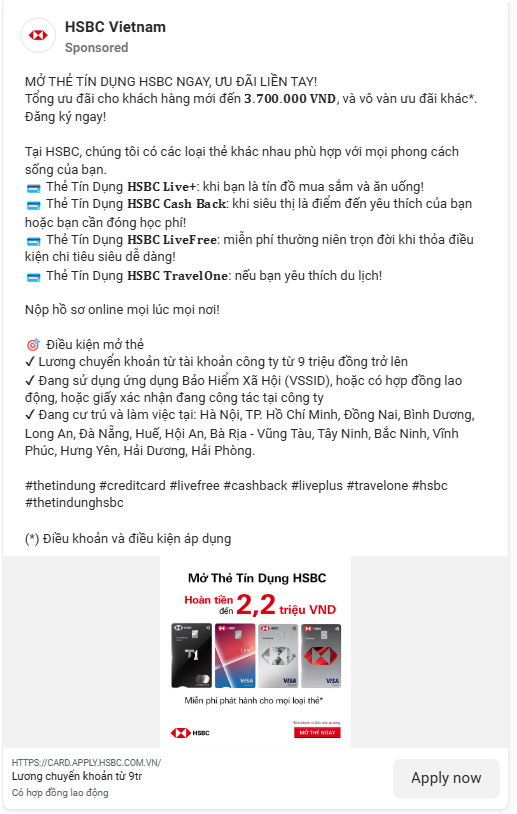 HSBC Vietnam
Sponsored
MỞ THẺ TÍN DỤNG HSBC NGAY, ƯU ĐÃI LIỀN TAY!
Tổng ưu đãi cho khách hàng mới đến 3.700.000 VND, và vô vàn ưu đãi khác*.
Đăng ký ngay!
Tại HSBC, chúng tôi có các loại thẻ khác nhau phù hợp với mọi phong cách
sống của bạn.
💳 Thẻ Tín Dụng HSBC Live+: khi bạn là tín đồ mua sắm và ăn uống!
💳 Thẻ Tín Dụng HSBC Cash Back: khi siêu thị là điểm đến yêu thích của bạn
hoặc bạn cần đóng học phí!
💳 Thẻ Tín Dụng HSBC LiveFree: miễn phí thường niên trọn đời khi thỏa điều
kiện chi tiêu siêu dễ dàng!
💳 Thẻ Tín Dụng HSBC TravelOne: nếu bạn yêu thích du lịch!
Nộp hồ sơ online mọi lúc mọi nơi!
🎯 Điều kiện mở thẻ
✓ Lương chuyển khoản từ tài khoản công ty từ 9 triệu đồng trở lên
✓ Đang sử dụng ứng dụng Bảo Hiểm Xã Hội (VSSID), hoặc có hợp đồng lao
động, hoặc giấy xác nhận đang công tác tại công ty
✓ Đang cư trú và làm việc tại: Hà Nội, TP. Hồ Chí Minh, Đồng Nai, Bình Dương,
Long An, Đà Nẵng, Huế, Hội An, Bà Rịa - Vũng Tàu, Tây Ninh, Bắc Ninh, Vĩnh
Phúc, Hưng Yên, Hải Dương, Hải Phòng.
#thetindung #creditcard #livefree #cashback #liveplus #travelone #hsbc
#thetindunghsbc
(*) Điều khoản và điều kiện áp dụng
Mở Thẻ Tín Dụng HSBC
Hoàn tiền
đến 2,2 triệu VND
HSBC HSBC HSBC HSBC
T1 Live+
VISA VISA VISA
Miễn phí phát hành cho mọi loại thẻ*
HSBC
MỞ THẺ NGAY
HTTPS://CARD.APPLY.HSBC.COM.VN/
Lương chuyển khoản từ 9tr
Có hợp đồng lao động
Apply now